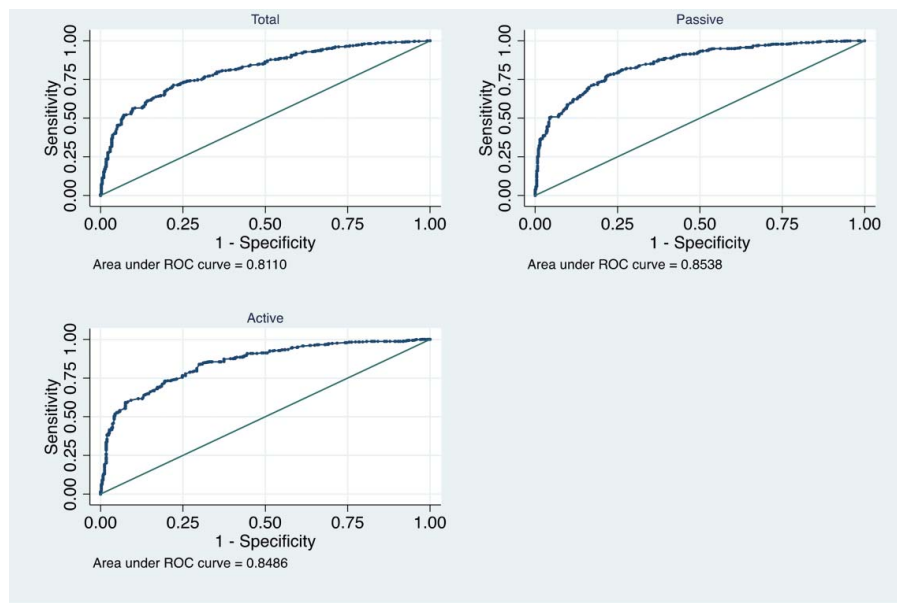 Total
Sensitivity
0.00 0.25 0.50 0.75 1.00
0.00 0.25 0.50 0.75 1.00
1 - Specificity
Area under ROC curve = 0.8110
Passive
Sensitivity
0.00 0.25 0.50 0.75 1.00
0.00 0.25 0.50 0.75 1.00
1 - Specificity
Area under ROC curve = 0.8538
Active
Sensitivity
0.00 0.25 0.50 0.75 1.00
0.00 0.25 0.50 0.75 1.00
1 - Specificity
Area under ROC curve = 0.8486